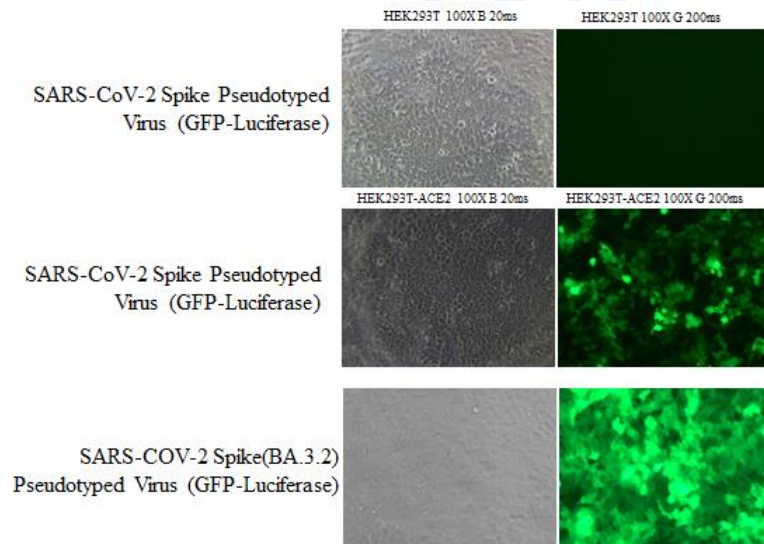 HEK293T 100X B 20ms
HEK293T 100X G 200ms
SARS-CoV-2 Spike Pseudotyped
Virus (GFP-Luciferase)
HEK293T-ACE2 100X B 20ms
HEK293T-ACE2 100X G 200ms
SARS-CoV-2 Spike Pseudotyped
Virus (GFP-Luciferase)
SARS-COV-2 Spike(BA.3.2)
Pseudotyped Virus (GFP-Luciferase)